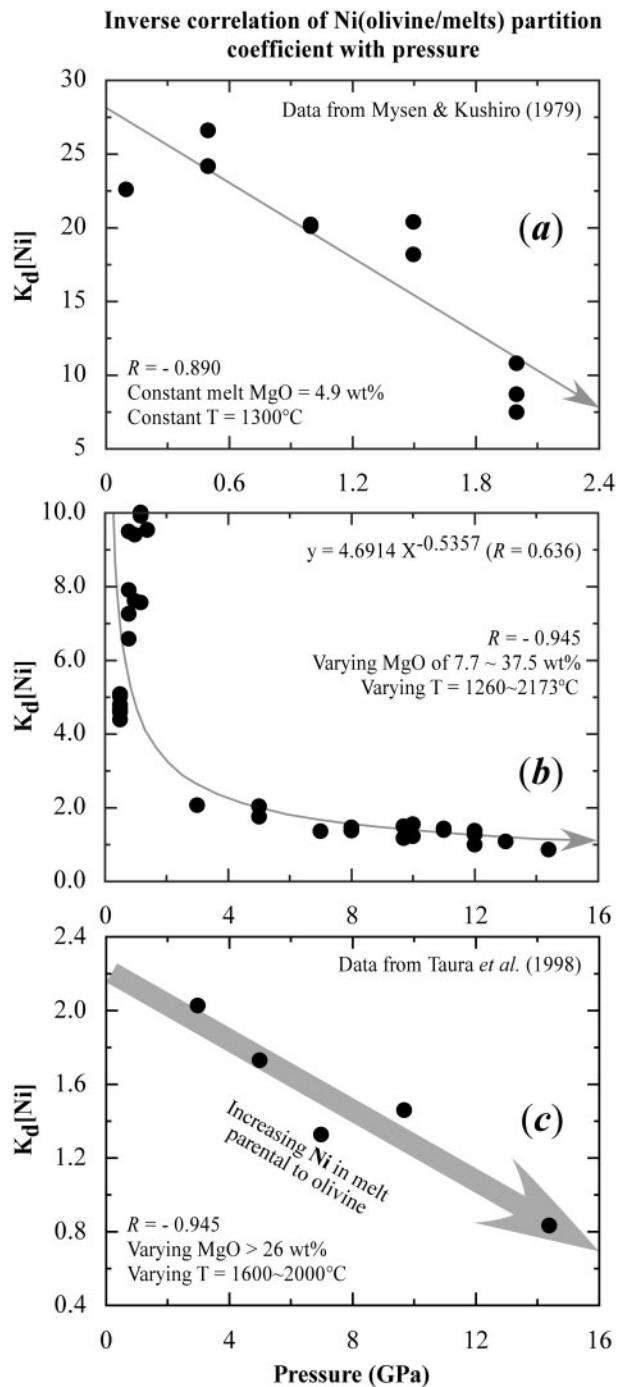 Inverse correlation of Ni(olivine/melts) partition
coefficient with pressure
30
25
20
15
10
5
K_d[Ni]
Data from Mysen & Kushiro (1979)
(a)
R = - 0.890
Constant melt MgO = 4.9 wt%
Constant T = 1300°C
0
0.6
1.2
1.8
2.4
10.0
8.0
6.0
4.0
2.0
0.0
K_d[Ni]
y = 4.6914 X^-0.5357 (R = 0.636)
R = - 0.945
Varying MgO of 7.7 ~ 37.5 wt%
Varying T = 1260~2173°C
(b)
0
4
8
12
16
2.4
2.0
1.6
1.2
0.8
0.4
K_d[Ni]
Data from Taura et al. (1998)
(c)
Increasing Ni in melt
parental to olivine
R = - 0.945
Varying MgO > 26 wt%
Varying T = 1600~2000°C
0
4
8
12
16
Pressure (GPa)